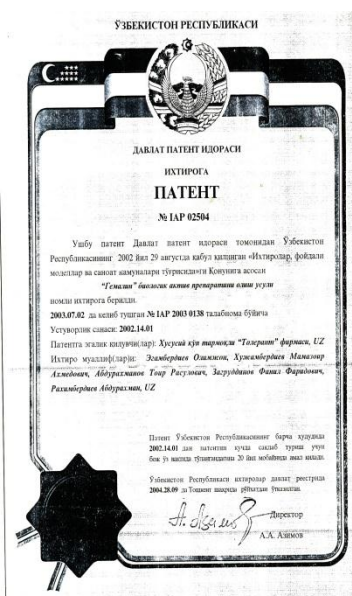 ЎЗБЕКИСТОН РЕСПУБЛИКАСИ
ДАВЛАТ ПАТЕНТ ИДОРАСИ
ИХТИРОГА
ПАТЕНТ
№ IAP 02504
Ушбу патент Давлат патент идораси томонидан Ўзбекистон
Республикасининг 2002 йил 29 августда қабул қилинган «Ихтиролар, фойдали
моделлар ва саноат намуналари тўғрисида»ги Қонунига асосан
"Гемалин" биологик актив препаратини олиш усули
номли ихтирога берилди.
2003.07.02 да келиб тушган № IAP 2003 0138 талабнома бўйича
Устуворлик санаси: 2002.14.01
Патентга эгалик қилувчи(лар): Хусусий кўп тармоқли "Толерант" фирмаси, UZ
Ихтиро муаллиф(лар)и: Эгамбердиев Олимжон, Хужамбердиев Мамазоир
Ахмедович, Абдурахманов Тоир Расулович, Загрутдинов Фанал Фаридович,
Рахимбердиев Абдурахман, UZ
Патент Ўзбекистон Республикасининг барча ҳудудида
2002.14.01 дан патентни кучда сақлаб туриш учун
бож ўз вақтида тўлангандагина 20 йил мобайнида амал қилади.
Ўзбекистон Республикаси ихтиролар давлат реестрида
2004.28.09 да Тошкент шаҳрида рўйхатдан ўтказилган.
Директор
А.А. Азимов